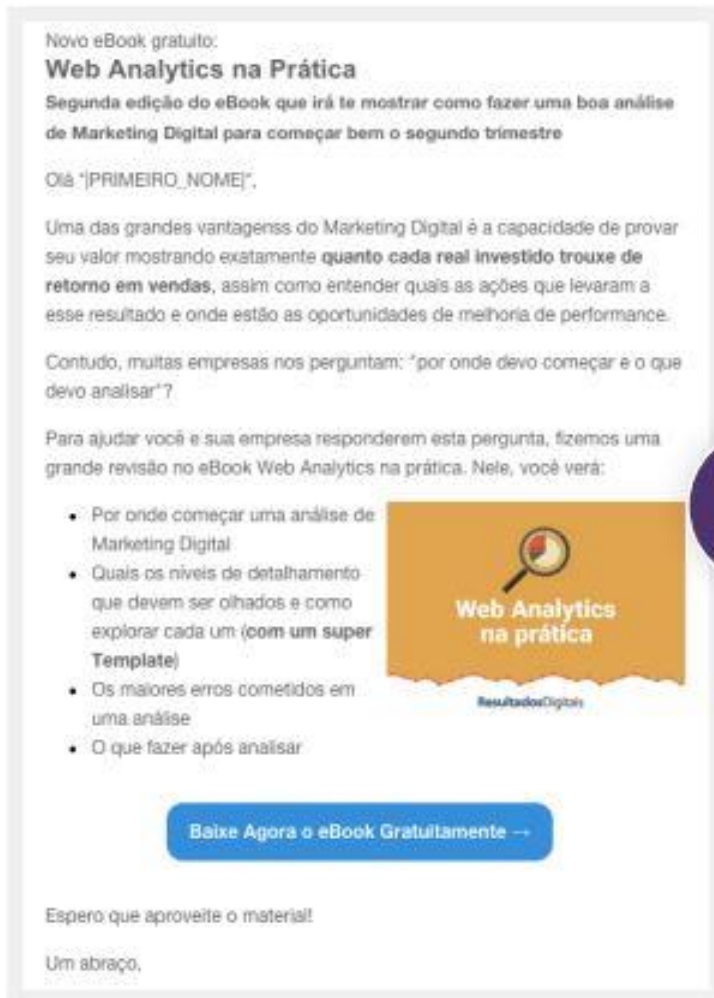 Novo eBook gratuito:
Web Analytics na Prática
Segunda edição do eBook que irá te mostrar como fazer uma boa análise
de Marketing Digital para começar bem o segundo trimestre
Olá *|PRIMEIRO_NOME|*,
Uma das grandes vantagenss do Marketing Digital é a capacidade de provar
seu valor mostrando exatamente quanto cada real investido trouxe de
retorno em vendas, assim como entender quais as ações que levaram a
esse resultado e onde estão as oportunidades de melhoria de performance.
Contudo, muitas empresas nos perguntam: "por onde devo começar e o que
devo analisar"?
Para ajudar você e sua empresa responderem esta pergunta, fizemos uma
grande revisão no eBook Web Analytics na prática. Nele, você verá:
• Por onde começar uma análise de
Marketing Digital
• Quais os níveis de detalhamento
que devem ser olhados e como
explorar cada um (com um super
Template)
• Os maiores erros cometidos em
uma análise
• O que fazer após analisar
Web Analytics
na prática
ResultadosDigitais
Baixe Agora o eBook Gratuitamente →
Espero que aproveite o material!
Um abraço,